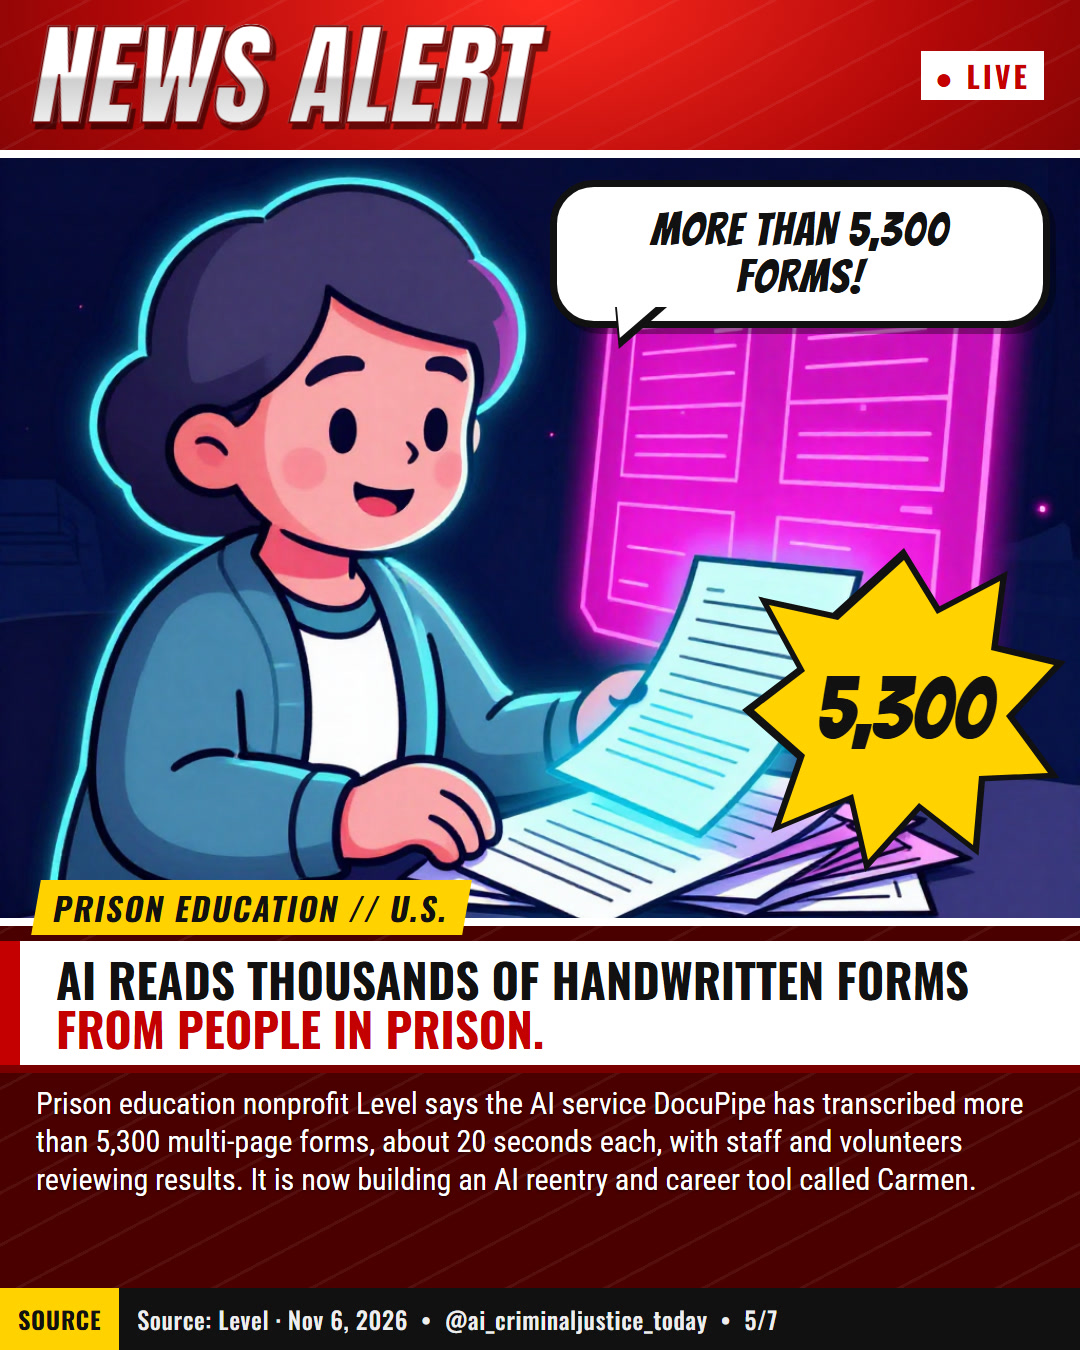 NEWS ALERT
● LIVE
MORE THAN 5,300
FORMS!
5,300
PRISON EDUCATION // U.S.
AI READS THOUSANDS OF HANDWRITTEN FORMS
FROM PEOPLE IN PRISON.
Prison education nonprofit Level says the AI service DocuPipe has transcribed more
than 5,300 multi-page forms, about 20 seconds each, with staff and volunteers
reviewing results. It is now building an AI reentry and career tool called Carmen.
SOURCE
Source: Level · Nov 6, 2026 • @ai_criminaljustice_today • 5/7